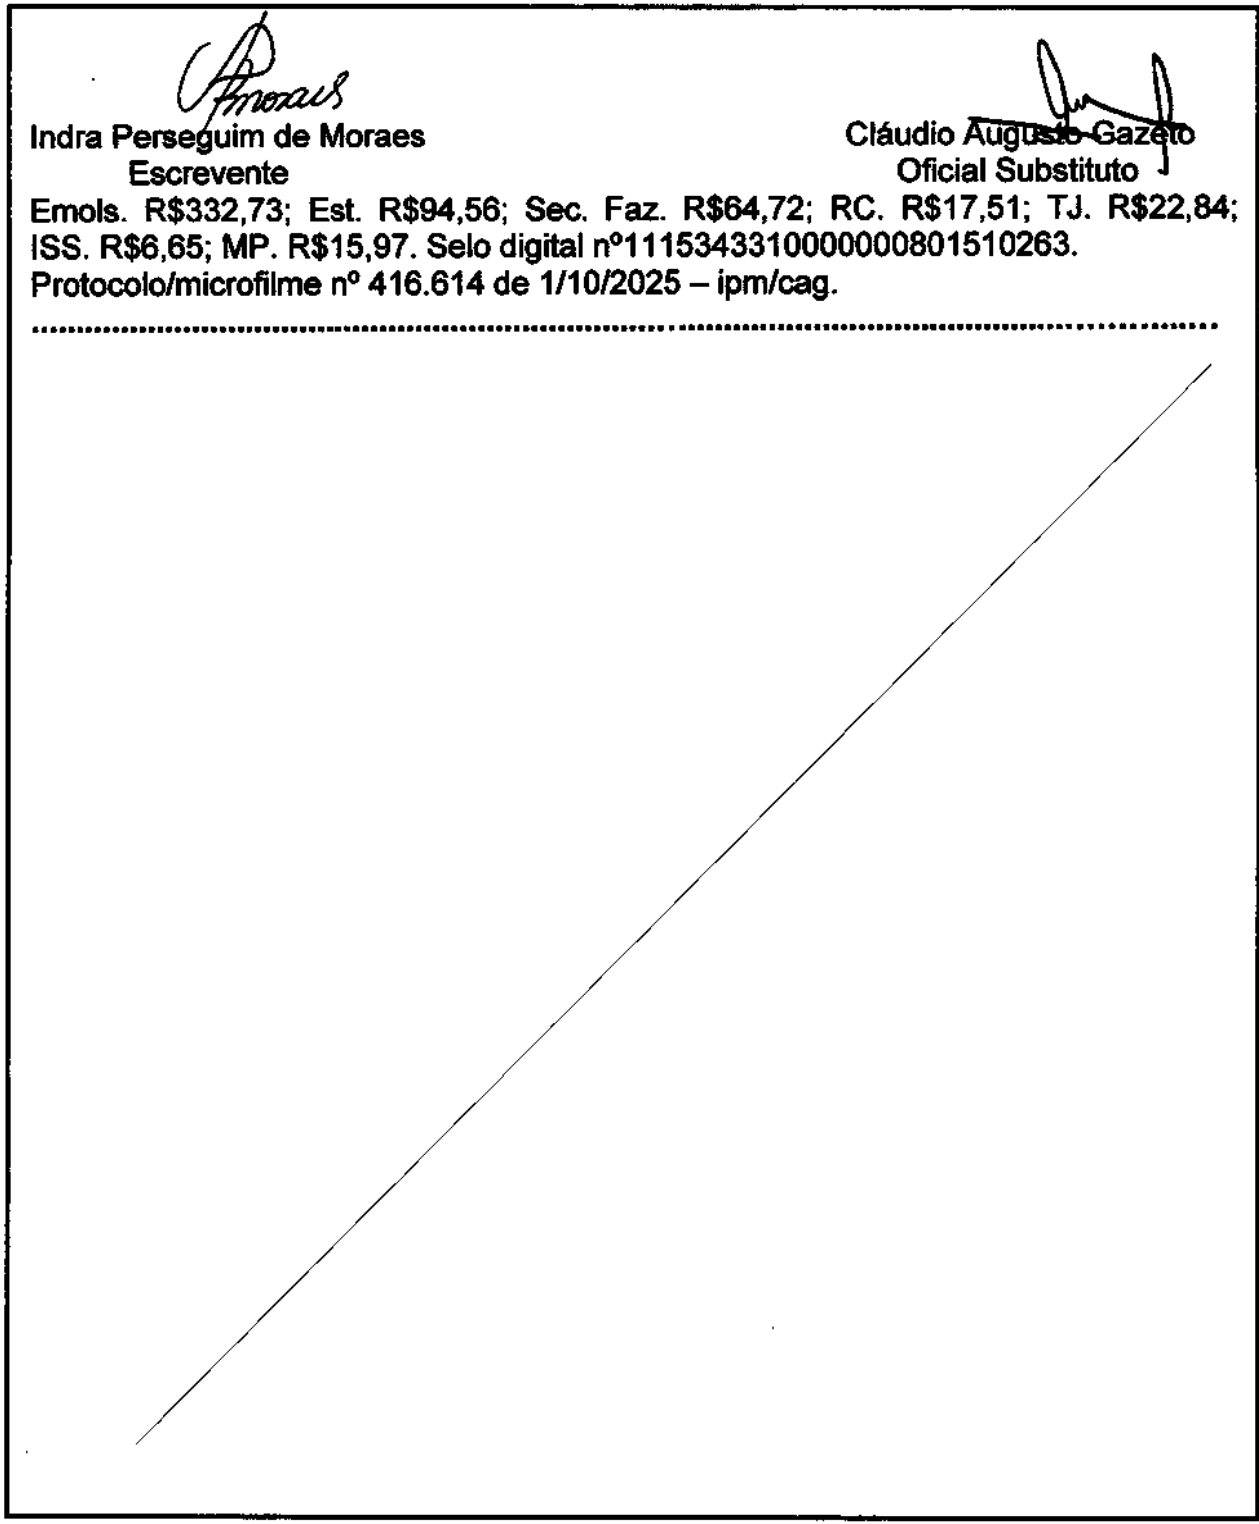 Amoraes
Indra Perseguim de Moraes
Cláudio Augusto Gazeto
Escrevente
Oficial Substituto
Emols. R$332,73; Est. R$94,56; Sec. Faz. R$64,72; RC. R$17,51; TJ. R$22,84;
ISS. R$6,65; MP. R$15,97. Selo digital nº1115343310000000801510263.
Protocolo/microfilme nº 416.614 de 1/10/2025 – ipm/cag.